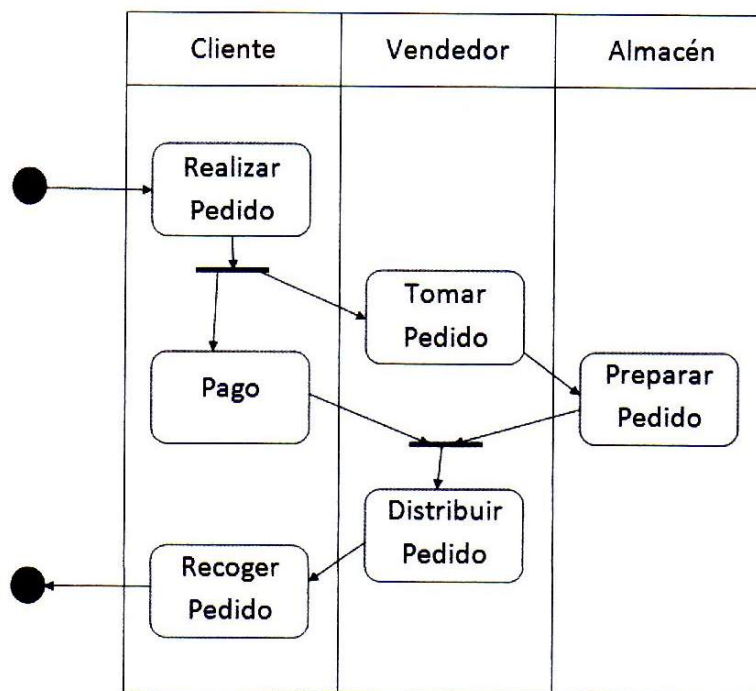 Cliente
Vendedor
Almacén
Realizar
Pedido
Tomar
Pedido
Pago
Preparar
Pedido
Distribuir
Pedido
Recoger
Pedido